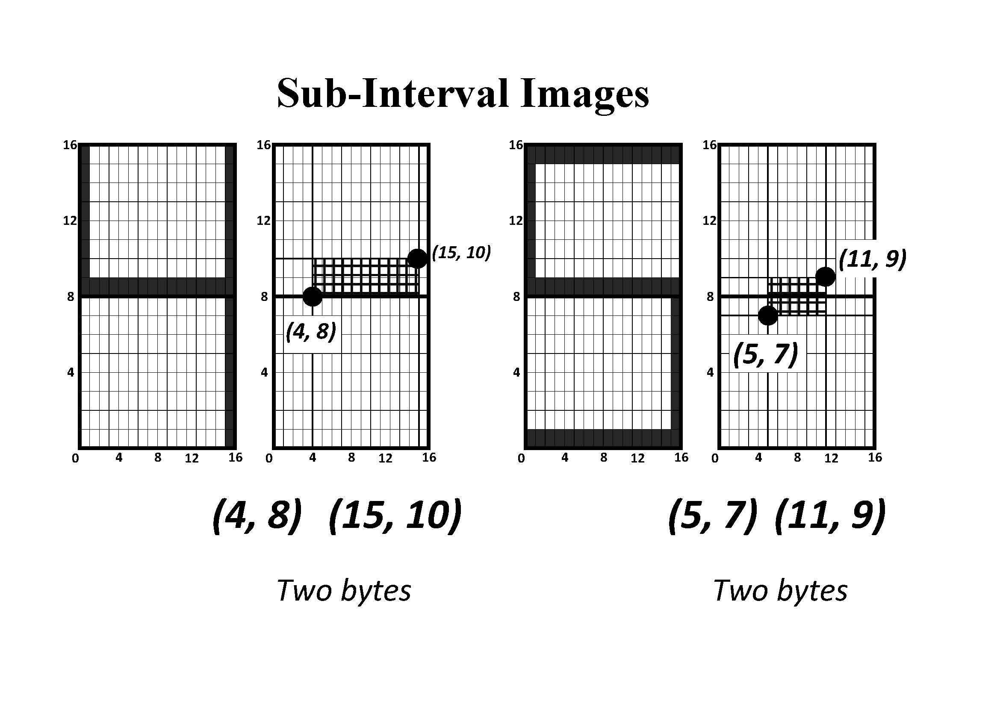 Sub-Interval Images
16 16 16 16
12 12 12 12
(15, 10) (11, 9)
8 8 8 8
(4, 8) (5, 7)
4 4 4 4
0 4 8 12 16 0 4 8 12 16 0 4 8 12 16 0 4 8 12 16
(4, 8) (15, 10) (5, 7) (11, 9)
Two bytes Two bytes